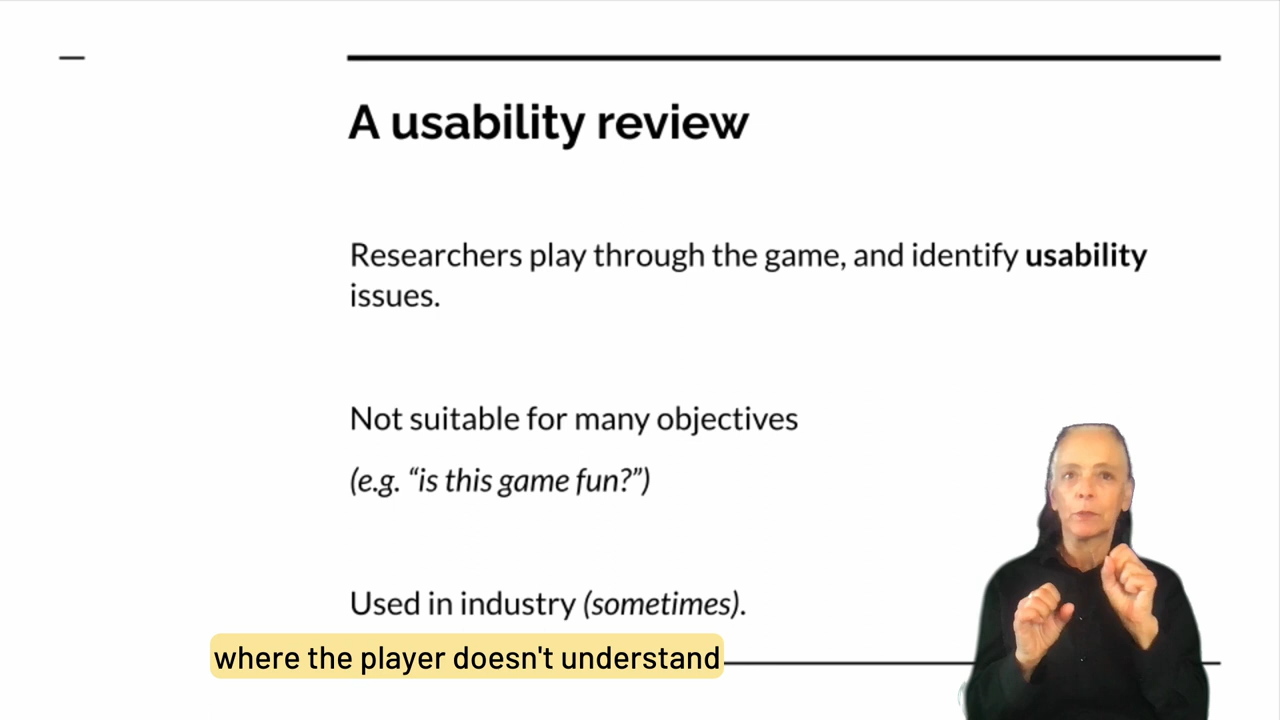 A usability review
Researchers play through the game, and identify usability
issues.
Not suitable for many objectives
(e.g. “is this game fun?”)
Used in industry (sometimes).
where the player doesn't understand